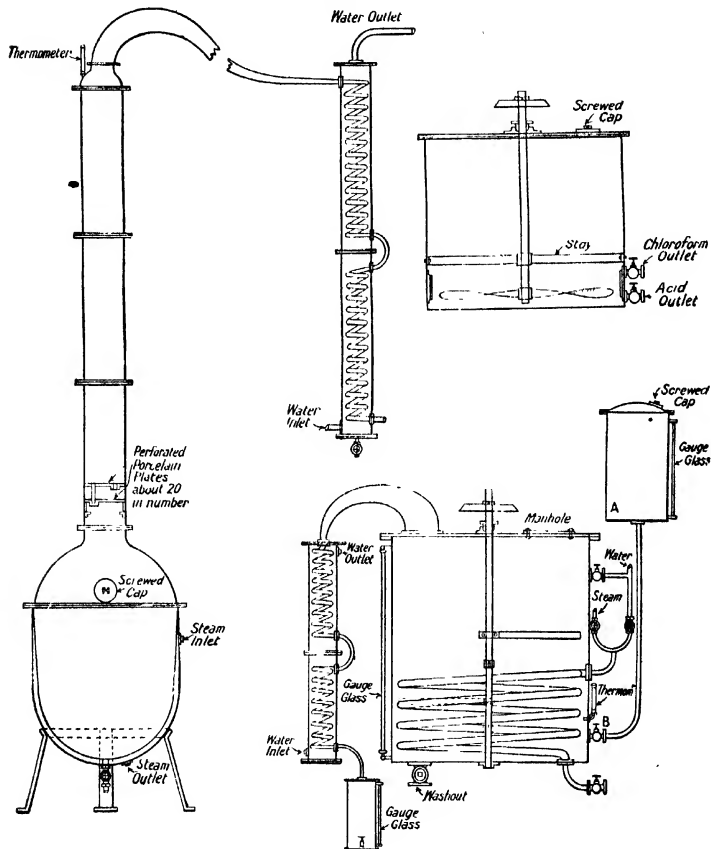 Water Outlet
Thermometer
Screwed
Cap
Stay
Chloroform
Outlet
Acid
Outlet
Water
Inlet
Perforated
Porcelain
Plates
about 20
in number
Screwed
Cap
Steam
Inlet
Steam
Outlet
Screwed
Cap
Gauge
Glass
A
Manhole
Water
Outlet
Water
Steam
Gauge
Glass
Thermomr
B
Water
Inlet
Washout
Gauge
Glass